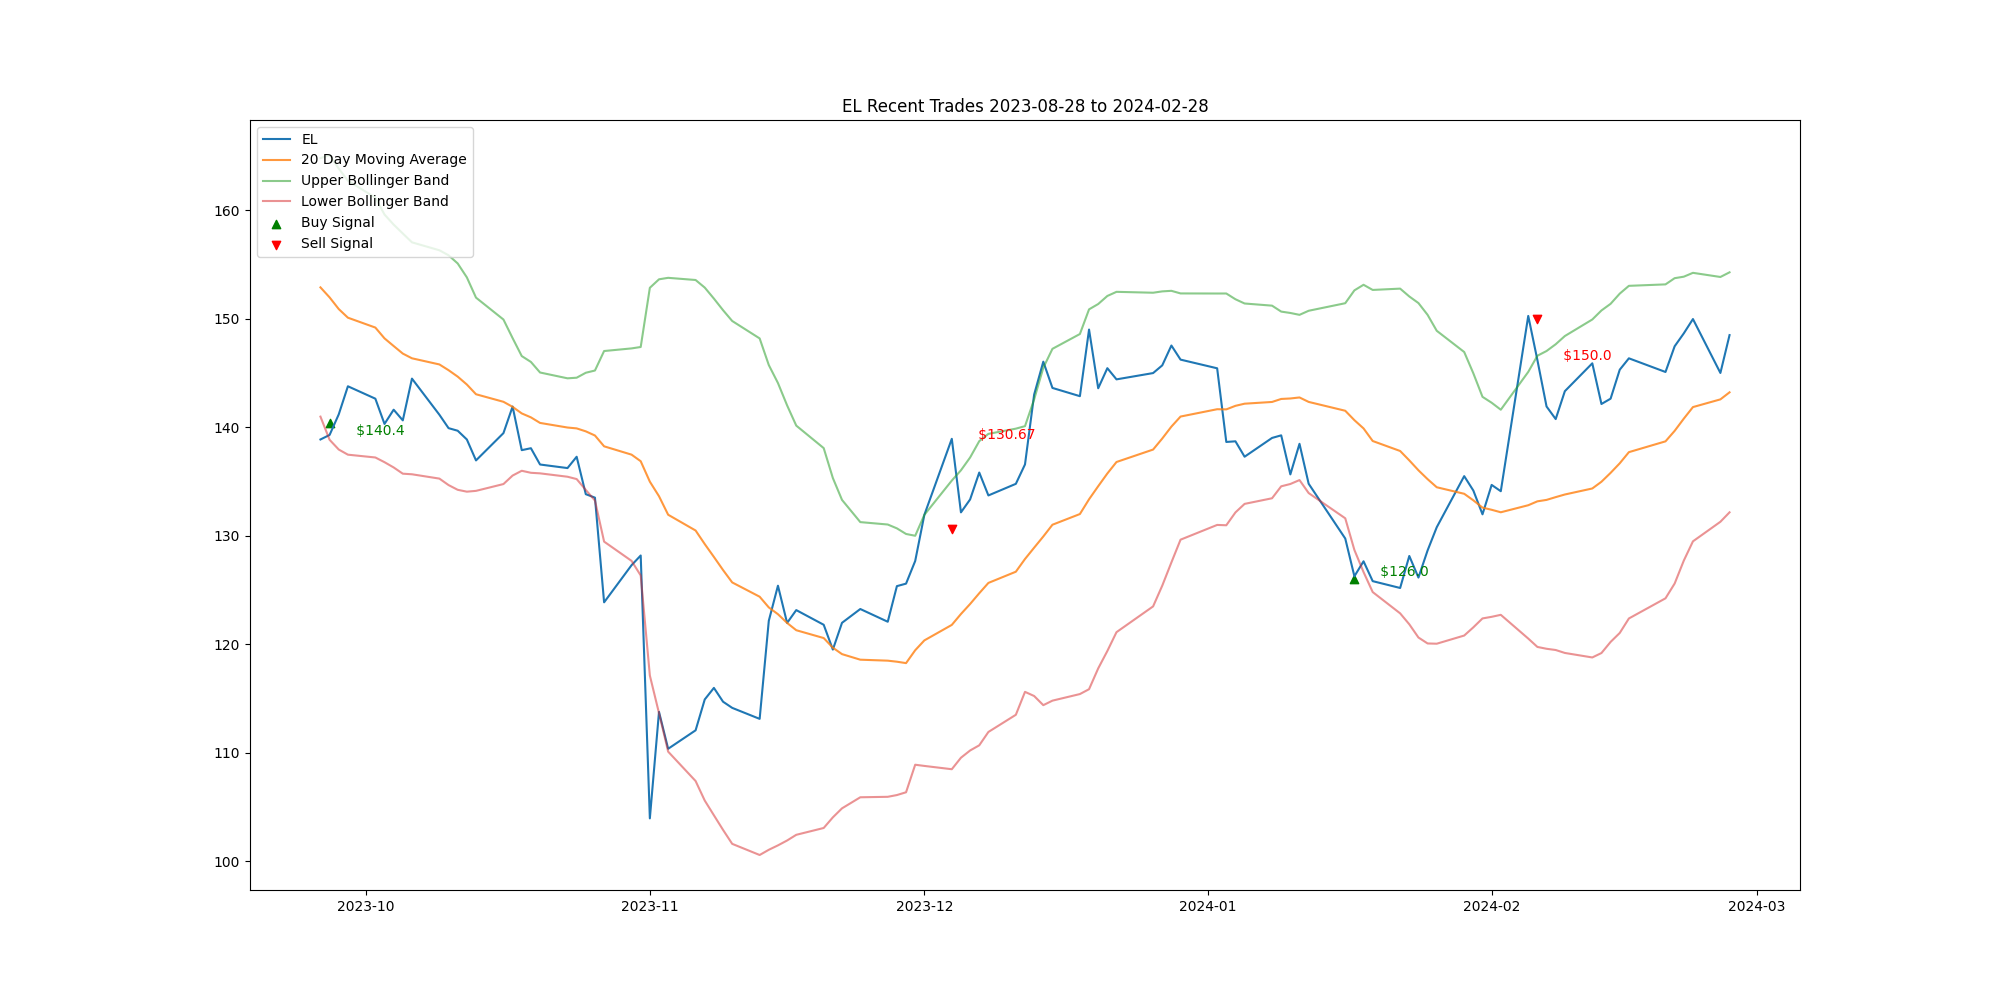 EL Recent Trades 2023-08-28 to 2024-02-28
EL
20 Day Moving Average
Upper Bollinger Band
Lower Bollinger Band
Buy Signal
Sell Signal
160
150
140
130
120
110
100
$140.4
$130.67
$126.0
$150.0
2023-10
2023-11
2023-12
2024-01
2024-02
2024-03